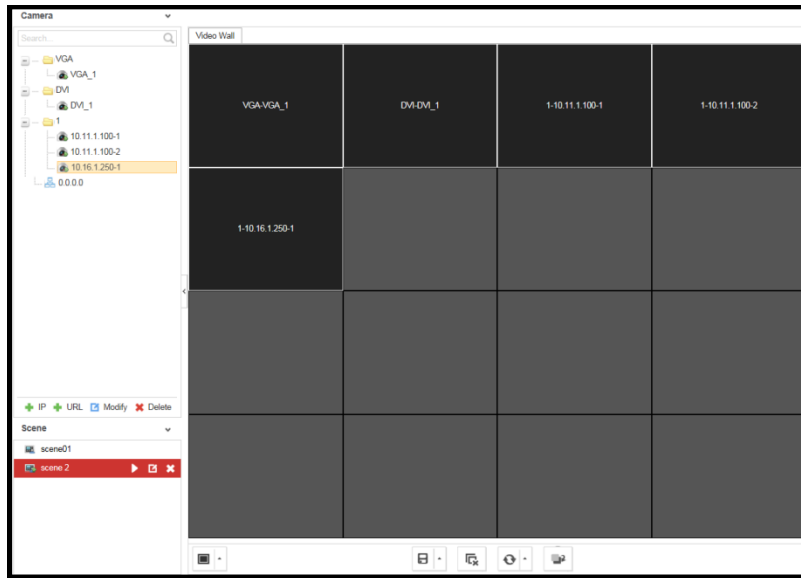 Camera
Search...
VGA
VGA_1
DVI
DVI_1
1
10.11.1.100-1
10.11.1.100-2
10.16.1.250-1
0.0.0.0
IP URL Modify Delete
Scene
scene01
scene 2
Video Wall
VGA-VGA_1 DVI-DVI_1 1-10.11.1.100-1 1-10.11.1.100-2
1-10.16.1.250-1